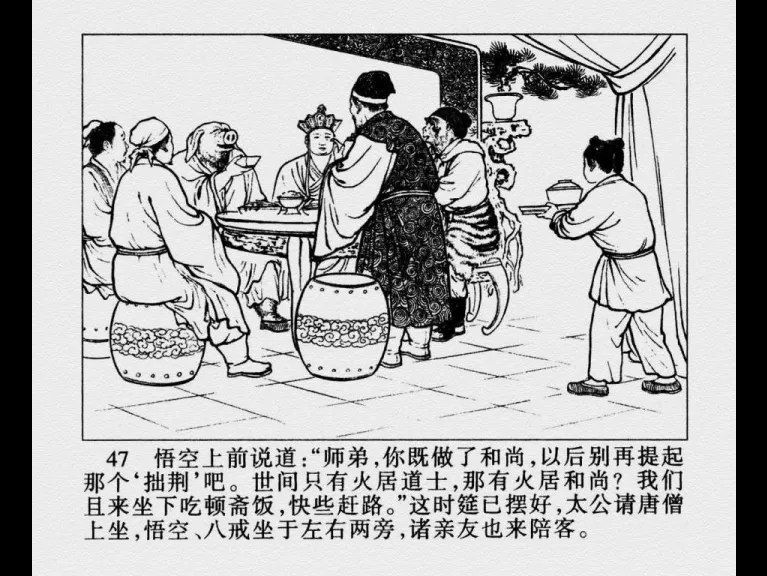 47 悟空上前说道:“师弟,你既做了和尚,以后别再提起
那个‘拙荆’吧。世间只有火居道士,那有火居和尚?我们
且来坐下吃顿斋饭,快些赶路。”这时筵已摆好,太公请唐僧
上坐,悟空、八戒坐于左右两旁,诸亲友也来陪客。